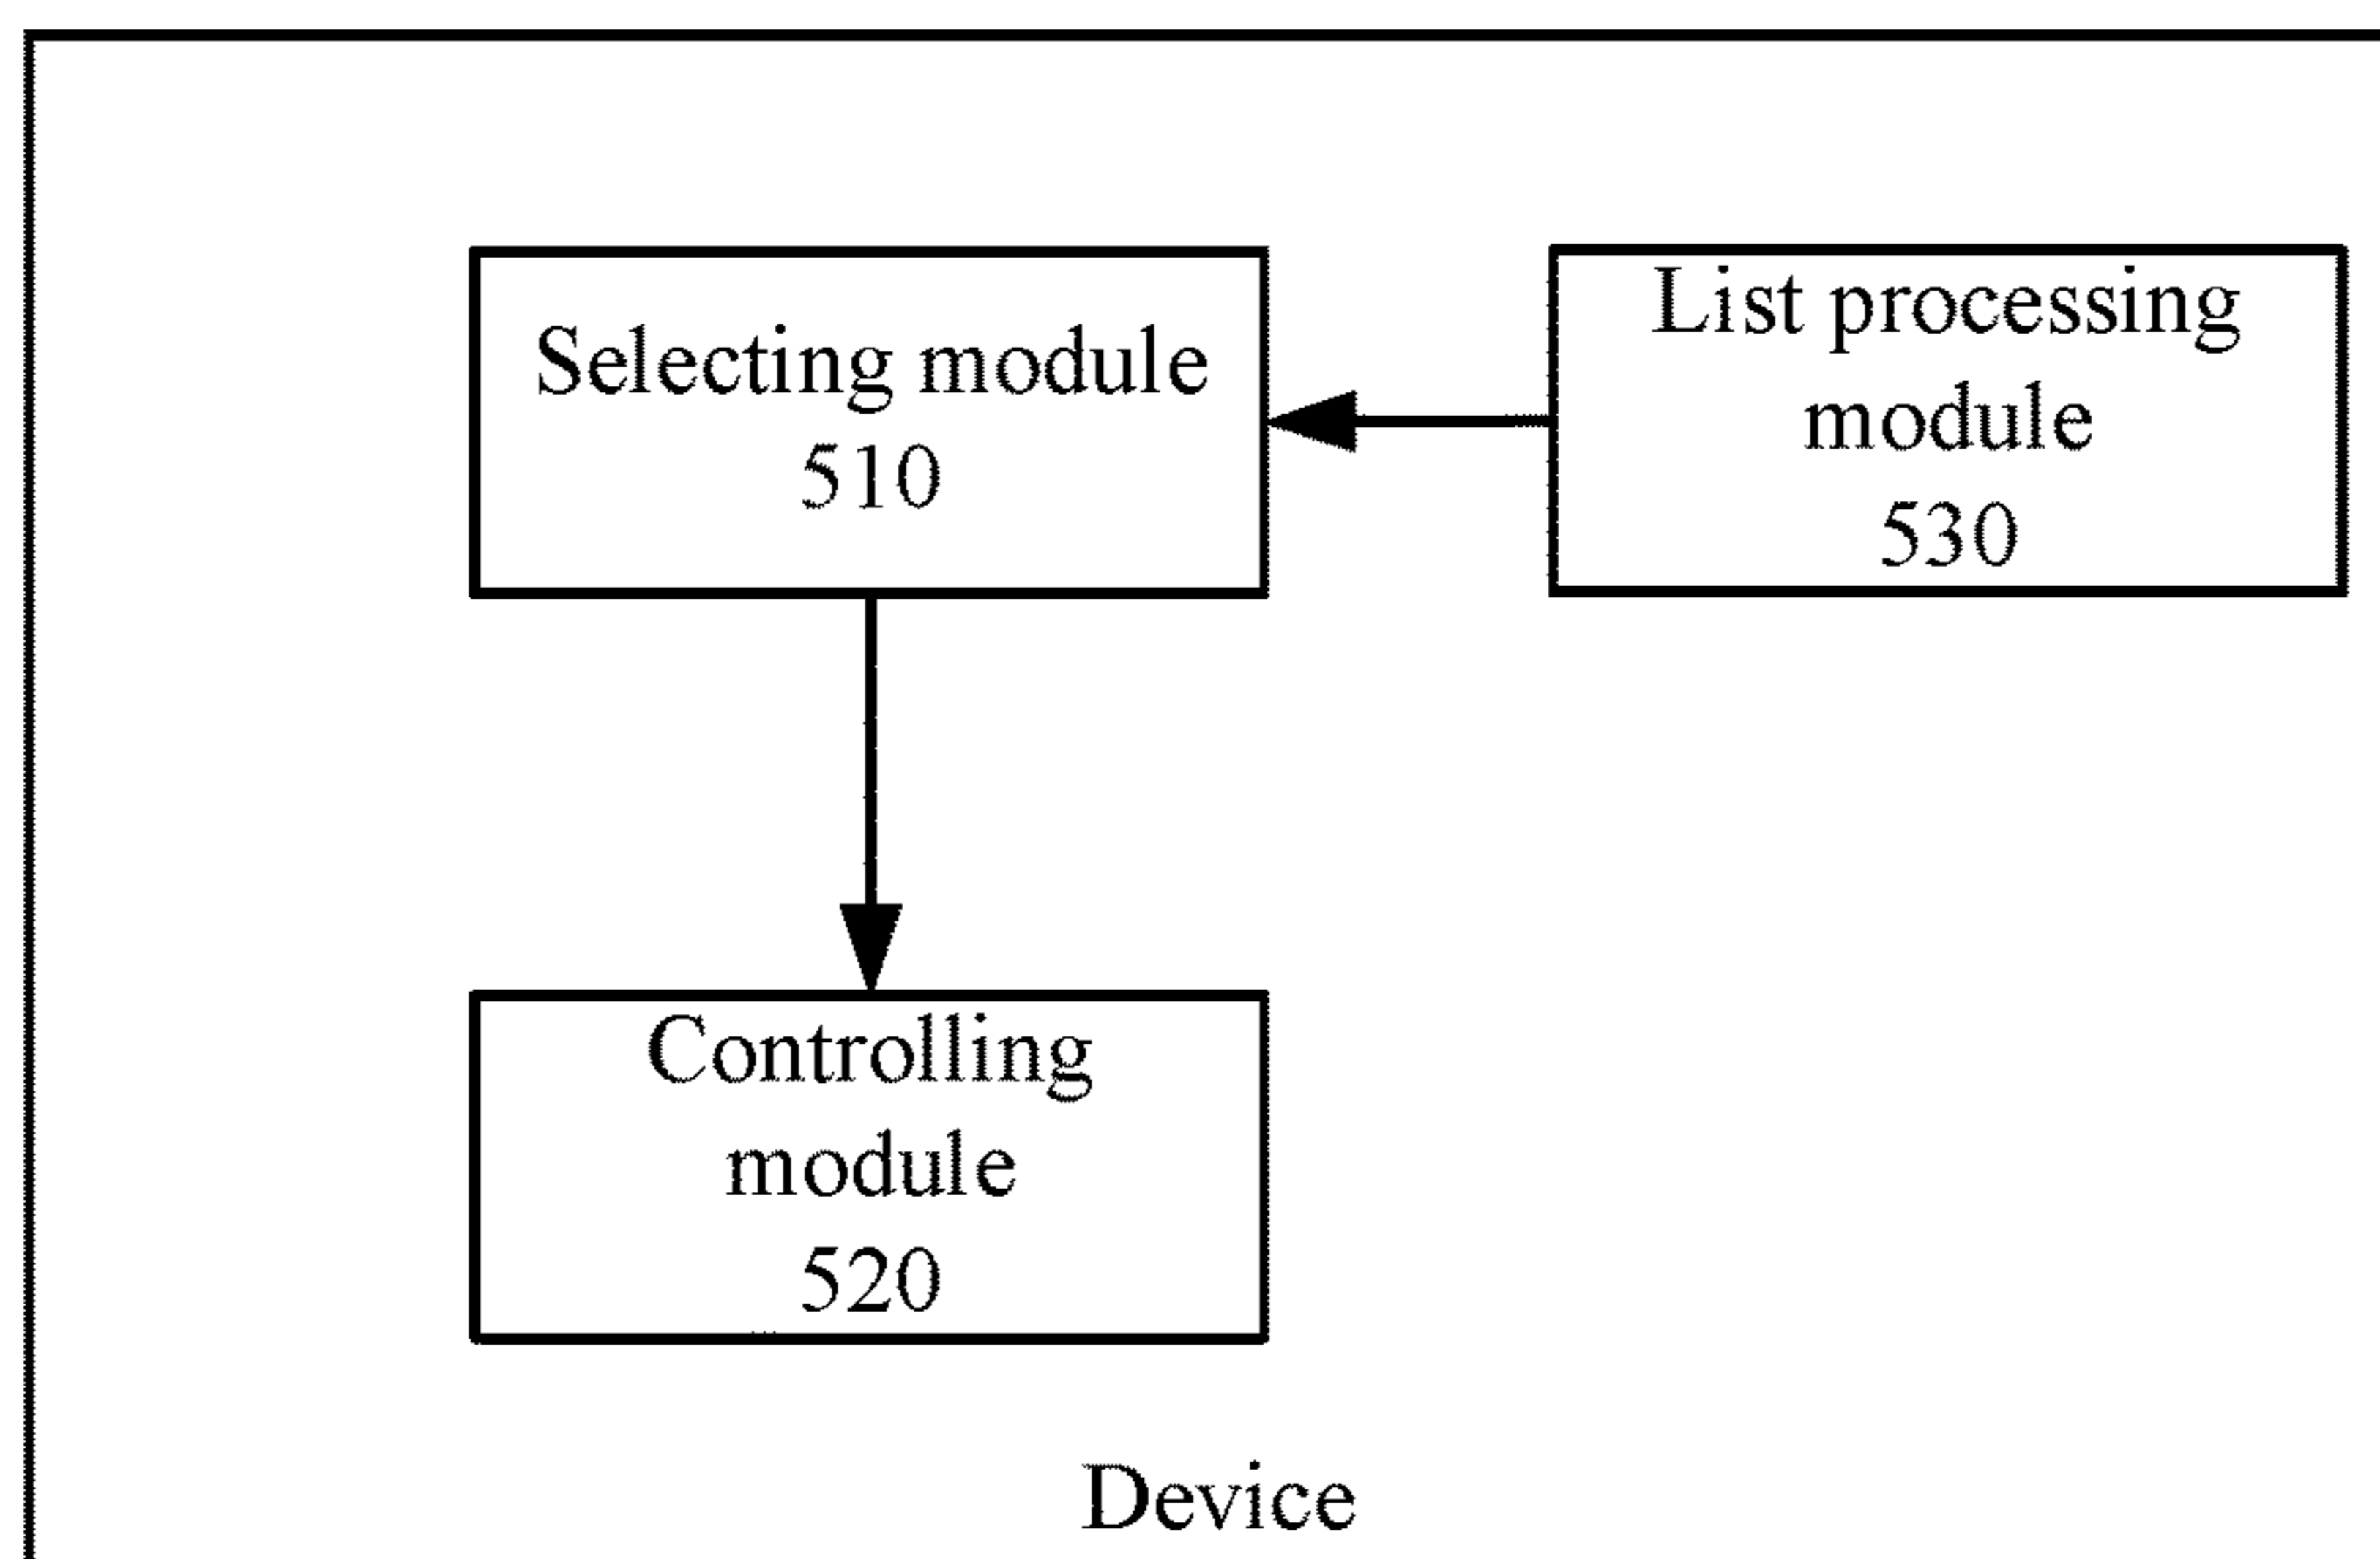 Selecting module
510
List processing
module
530
Controlling
module
520
Device